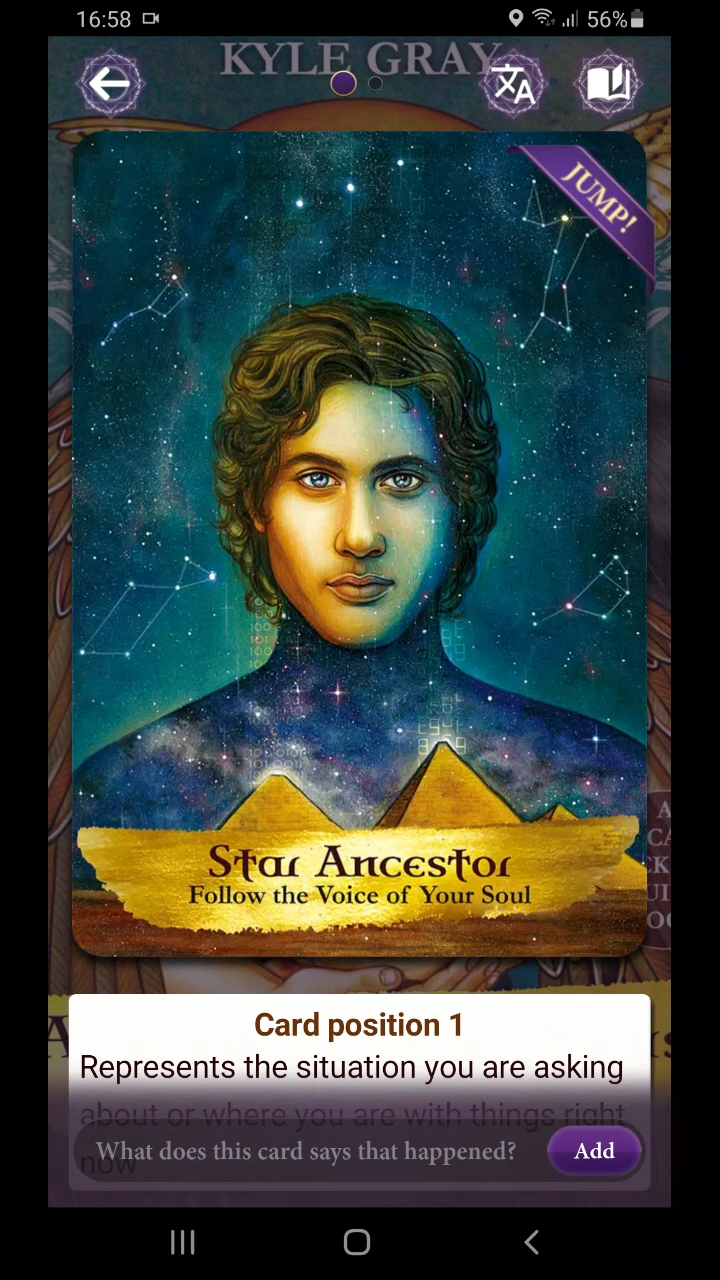 16:58
56%
KYLE GRAY
JUMP!
Star Ancestor
Follow the Voice of Your Soul
Card position 1
Represents the situation you are asking
about or where you are with things right
now
What does this card says that happened?
Add